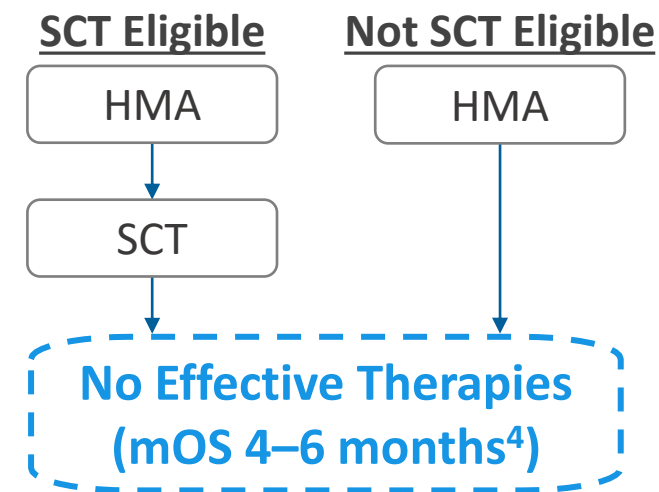 SCT Eligible
Not SCT Eligible
HMA
HMA
SCT
No Effective Therapies
(mOS 4–6 months⁴)